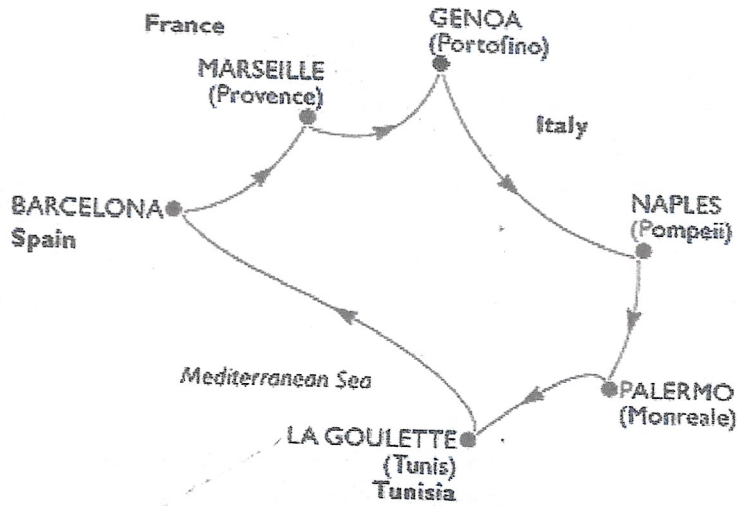 France
GENOA
(Portofino)
MARSEILLE
(Provence)
Italy
BARCELONA
Spain
NAPLES
(Pompeii)
Mediterranean Sea
PALERMO
(Monreale)
LA GOULETTE
(Tunis)
Tunisia